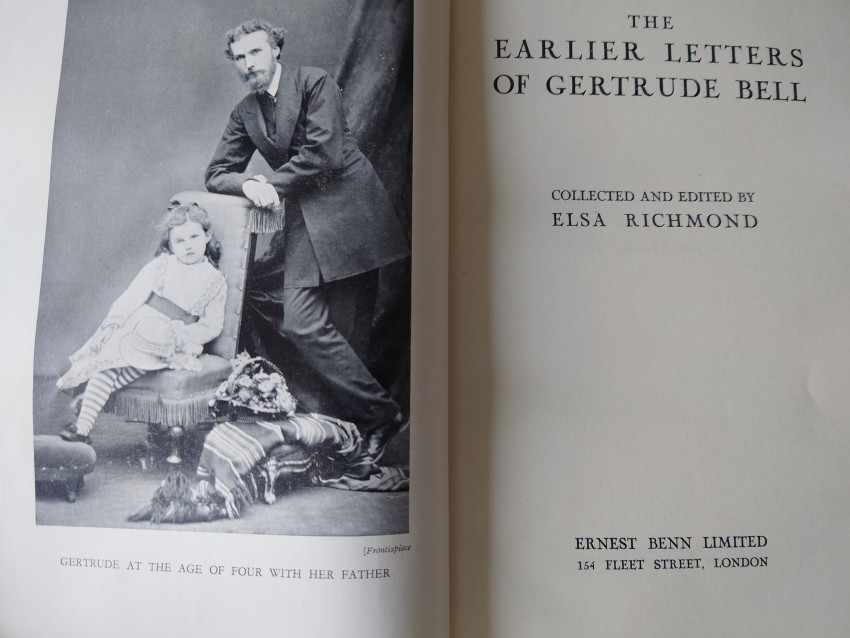 [Frontispiece
GERTRUDE AT THE AGE OF FOUR WITH HER FATHER
THE
EARLIER LETTERS
OF GERTRUDE BELL
COLLECTED AND EDITED BY
ELSA RICHMOND
ERNEST BENN LIMITED
154 FLEET STREET, LONDON